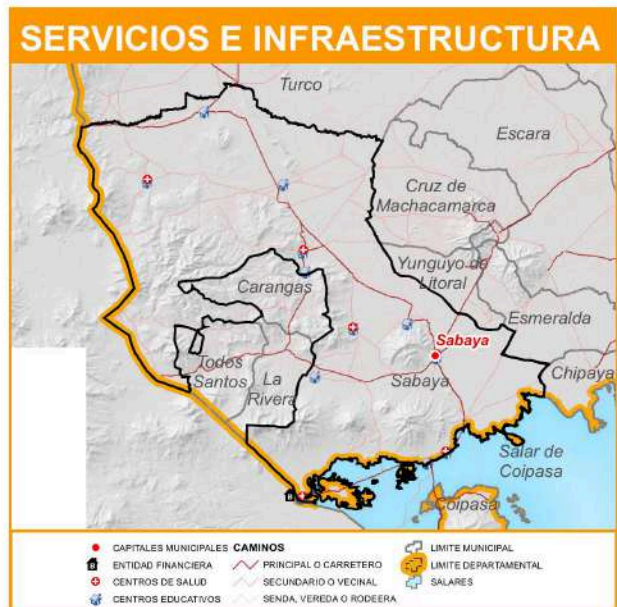 SERVICIOS E INFRAESTRUCTURA
Turco
Escara
Cruz de
Machacamarca
Yunguyo de
Litoral
Carangas
Esmeralda
Sabaya
Todos
Santos
La
Rivera
Sabaya
Chipaya
Salar de
Coipasa
Coipasa
CAPITALES MUNICIPALES
ENTIDAD FINANCIERA
CENTROS DE SALUD
CENTROS EDUCATIVOS
CAMINOS
PRINCIPAL O CARRETERO
SECUNDARIO O VECINAL
SENDA, VEREDA O RODEERA
LIMITE MUNICIPAL
LIMITE DEPARTAMENTAL
SALARES